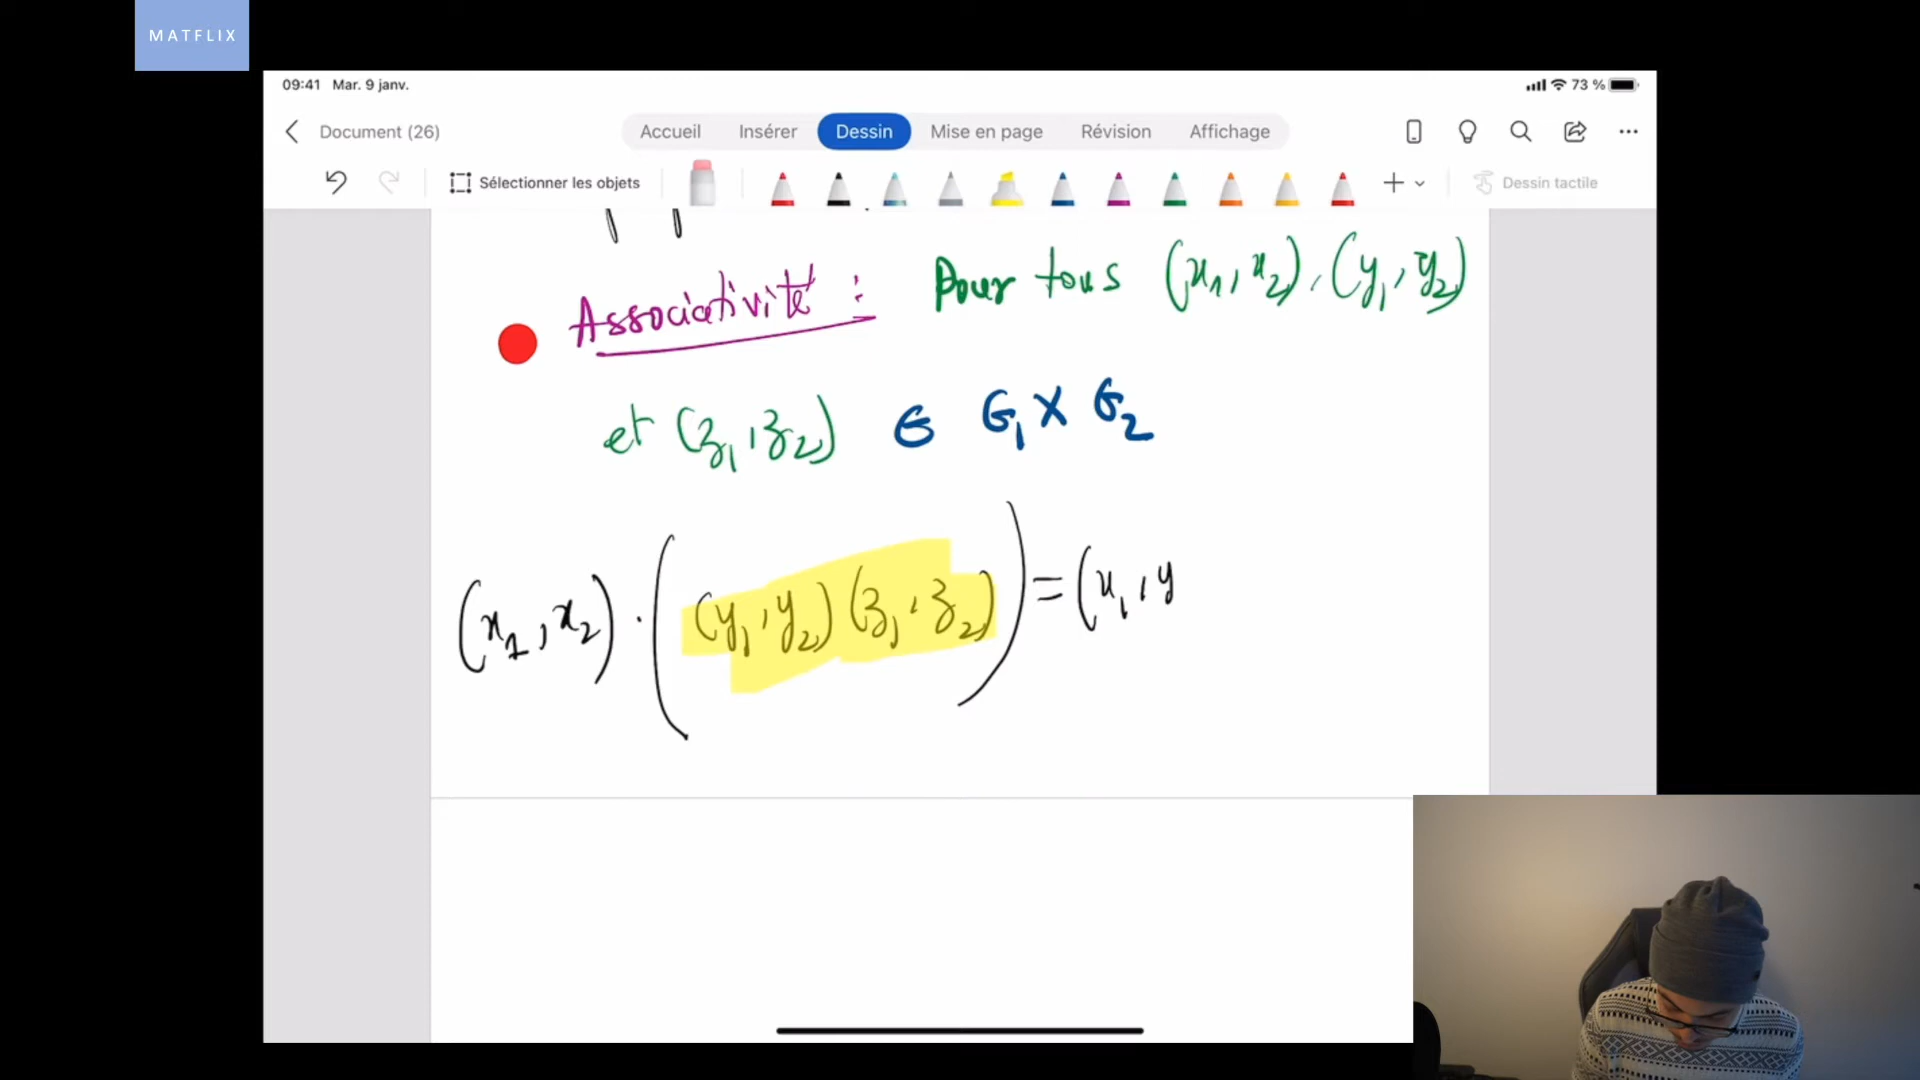 MATFLIX
09:41 Mar. 9 janv.
73 %
Document (26)
Accueil Insérer Dessin Mise en page Révision Affichage
Sélectionner les objets
Dessin tactile
Associativité : Pour tous (x₁, x₂), (y₁, y₂)
et (z₁, z₂) ∈ G₁ × G₂
(x₁, x₂) · ((y₁, y₂)(z₁, z₂)) = (x₁, y